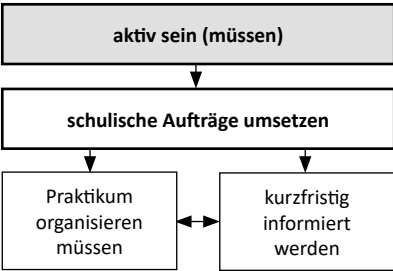 aktiv sein (müssen)
schulische Aufträge umsetzen
Praktikum
organisieren
müssen
kurzfristig
informiert
werden